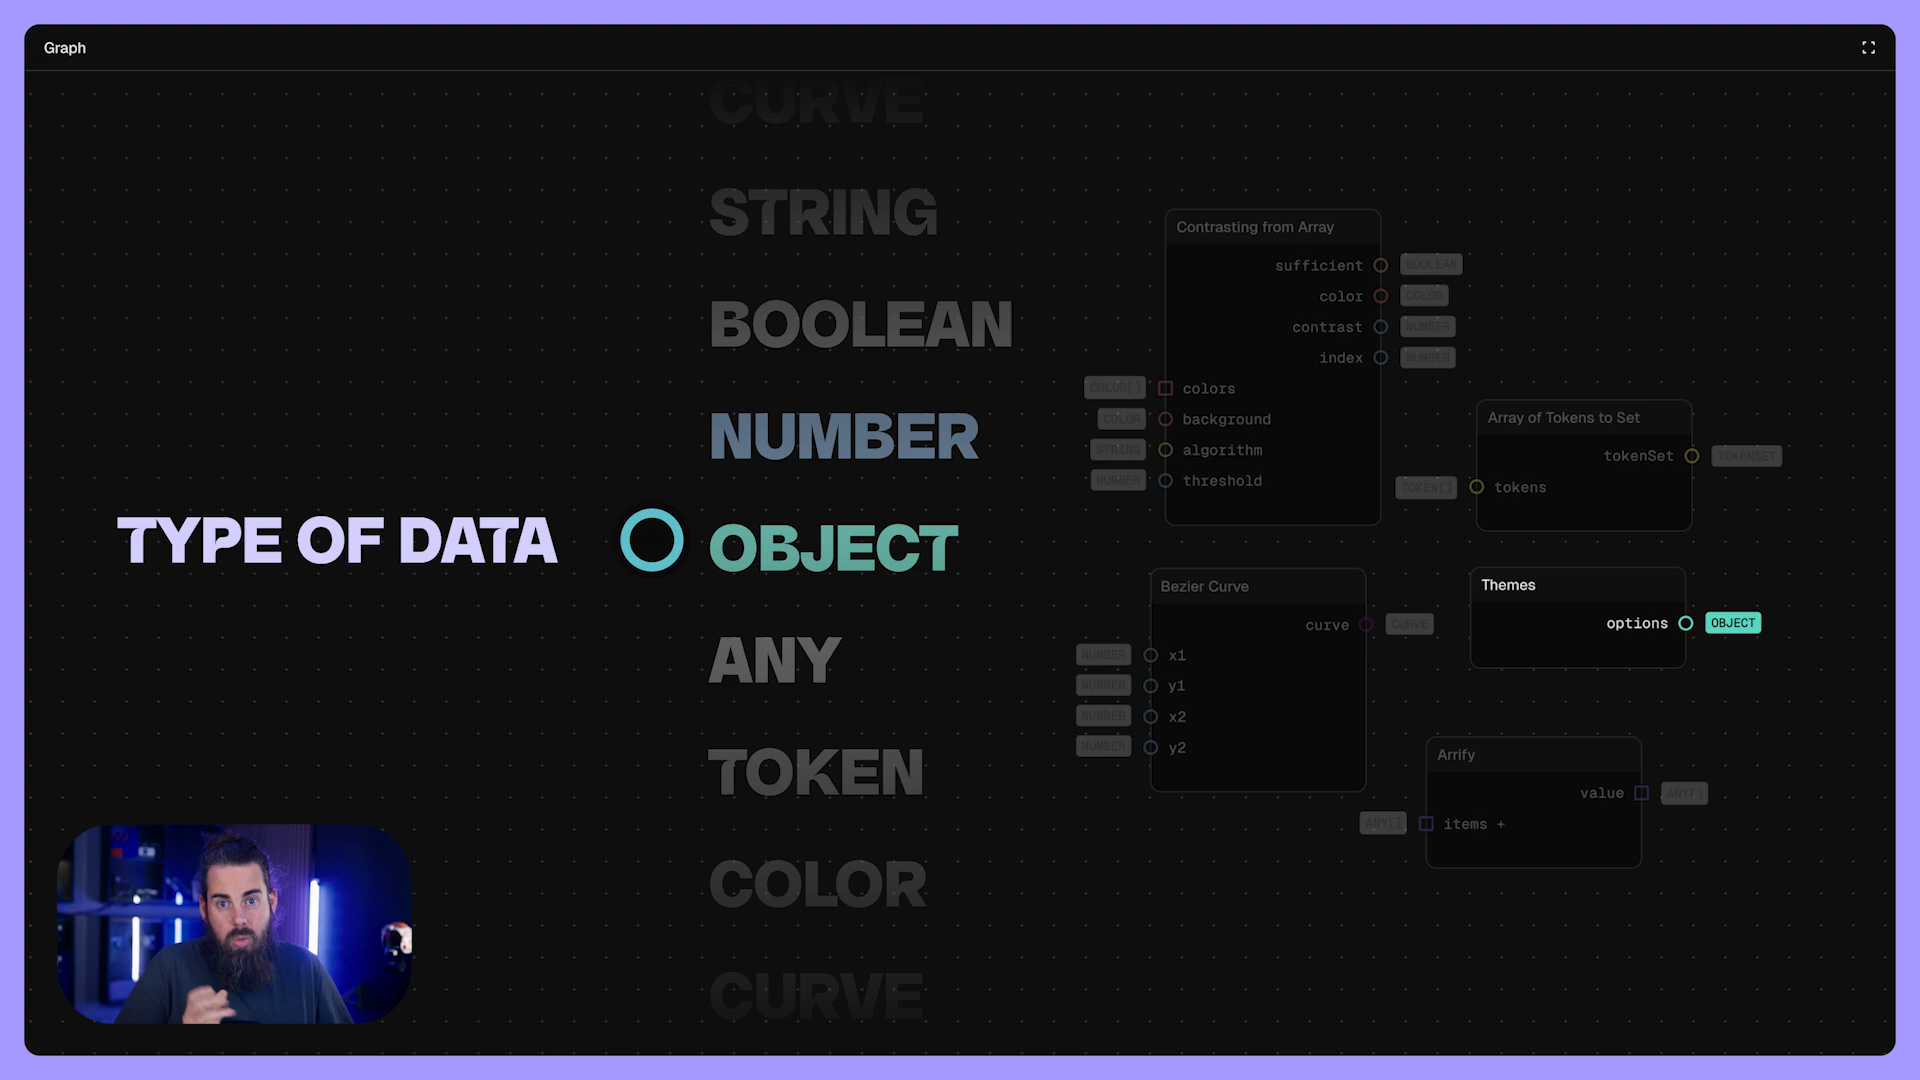 Graph
CURVE
STRING
BOOLEAN
NUMBER
TYPE OF DATA
OBJECT
ANY
TOKEN
COLOR
CURVE
Contrasting from Array
sufficient BOOLEAN
color COLOR
contrast NUMBER
index NUMBER
COLOR[] colors
COLOR background
STRING algorithm
NUMBER threshold
Array of Tokens to Set
tokenSet TOKENSET
TOKEN[] tokens
Bezier Curve
curve CURVE
NUMBER x1
NUMBER y1
NUMBER x2
NUMBER y2
Themes
options OBJECT
Arrify
value ANY[]
ANY[] items +